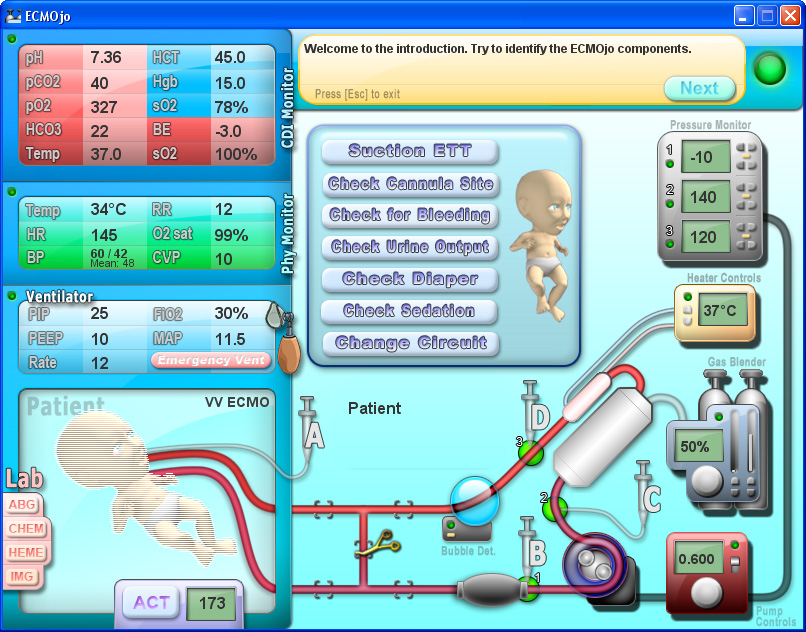 ECMOjo
pH 7.36 HCT 45.0
pCO2 40 Hgb 15.0
pO2 327 sO2 78%
HCO3 22 BE -3.0
Temp 37.0 sO2 100%
CDI Monitor
Welcome to the introduction. Try to identify the ECMOjo components.
Press [Esc] to exit
Next
Temp 34°C RR 12
HR 145 O2 sat 99%
BP 60 / 42 Mean: 48 CVP 10
Phy Monitor
Ventilator
PIP 25 FiO2 30%
PEEP 10 MAP 11.5
Rate 12 Emergency Vent
Suction ETT
Check Cannula Site
Check for Bleeding
Check Urine Output
Check Diaper
Check Sedation
Change Circuit
Pressure Monitor
1 -10
2 140
3 120
Heater Controls
37°C
Gas Blender
50%
Patient
VV ECMO
Patient
A
D
3
C
2
B
1
Bubble Det.
Lab
ABG
CHEM
HEME
IMG
ACT 173
0.600
Pump
Controls